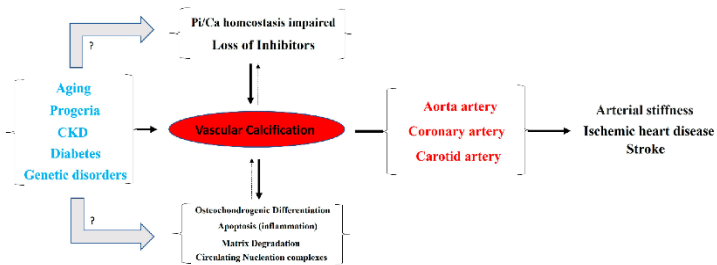 ?
Pi/Ca homeostasis impaired
Loss of Inhibitors
Aging
Progeria
CKD
Diabetes
Genetic disorders
Vascular Calcification
Aorta artery
Coronary artery
Carotid artery
Arterial stiffness
Ischemic heart disease
Stroke
?
Osteochondrogenic Differentiation
Apoptosis (inflammation)
Matrix Degradation
Circulating Nucleation complexes